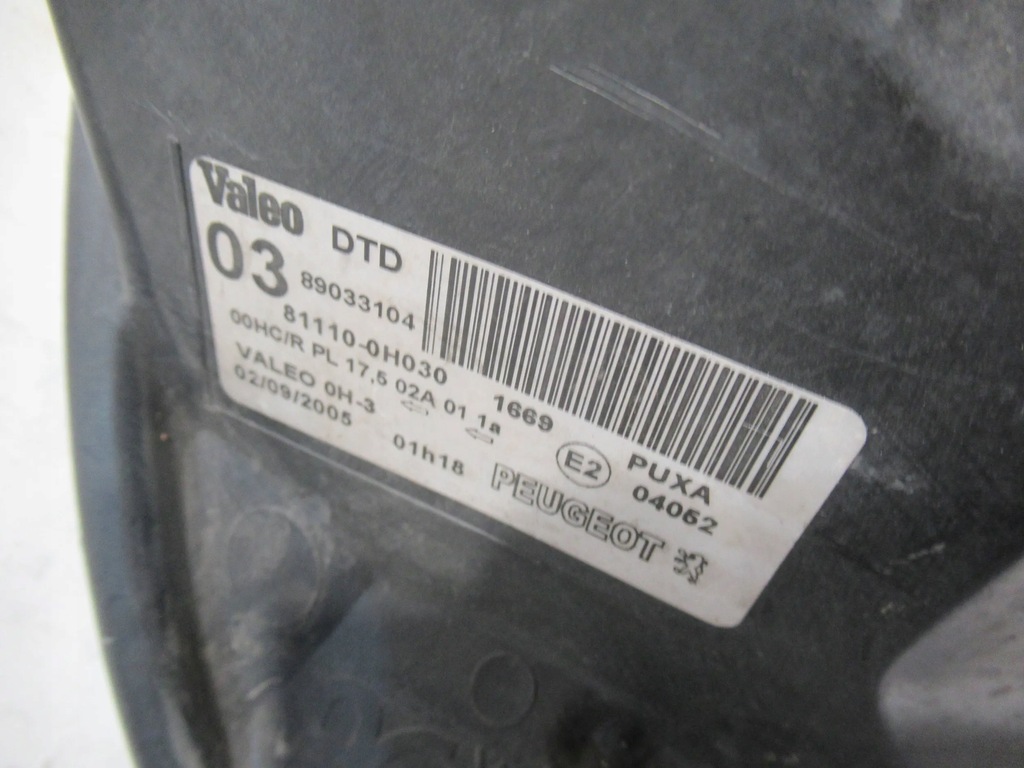 Valeo DTD
03 89033104
81110-0H030
00HC/R PL 17,5 02A 01 1a
VALEO 0H-3
02/09/2005 01h18
1669
E2 PUXA
04062
PEUGEOT